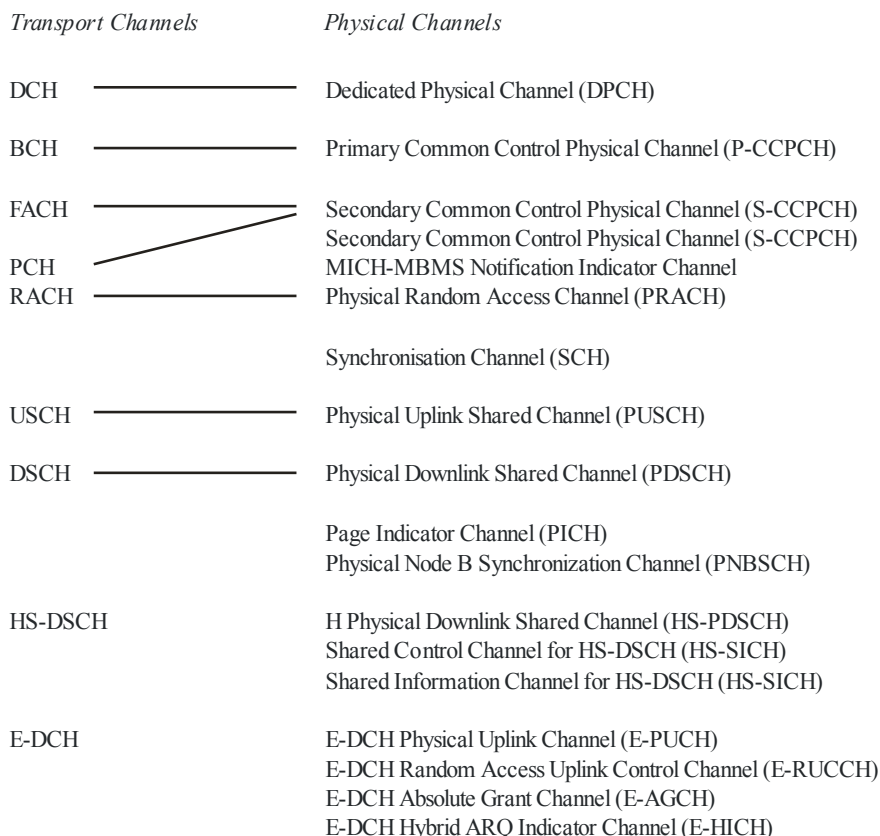 Transport Channels Physical Channels
DCH Dedicated Physical Channel (DPCH)
BCH Primary Common Control Physical Channel (P-CCPCH)
FACH Secondary Common Control Physical Channel (S-CCPCH)
Secondary Common Control Physical Channel (S-CCPCH)
PCH MICH-MBMS Notification Indicator Channel
RACH Physical Random Access Channel (PRACH)
Synchronisation Channel (SCH)
USCH Physical Uplink Shared Channel (PUSCH)
DSCH Physical Downlink Shared Channel (PDSCH)
Page Indicator Channel (PICH)
Physical Node B Synchronization Channel (PNBSCH)
HS-DSCH H Physical Downlink Shared Channel (HS-PDSCH)
Shared Control Channel for HS-DSCH (HS-SICH)
Shared Information Channel for HS-DSCH (HS-SICH)
E-DCH E-DCH Physical Uplink Channel (E-PUCH)
E-DCH Random Access Uplink Control Channel (E-RUCCH)
E-DCH Absolute Grant Channel (E-AGCH)
E-DCH Hybrid ARQ Indicator Channel (E-HICH)